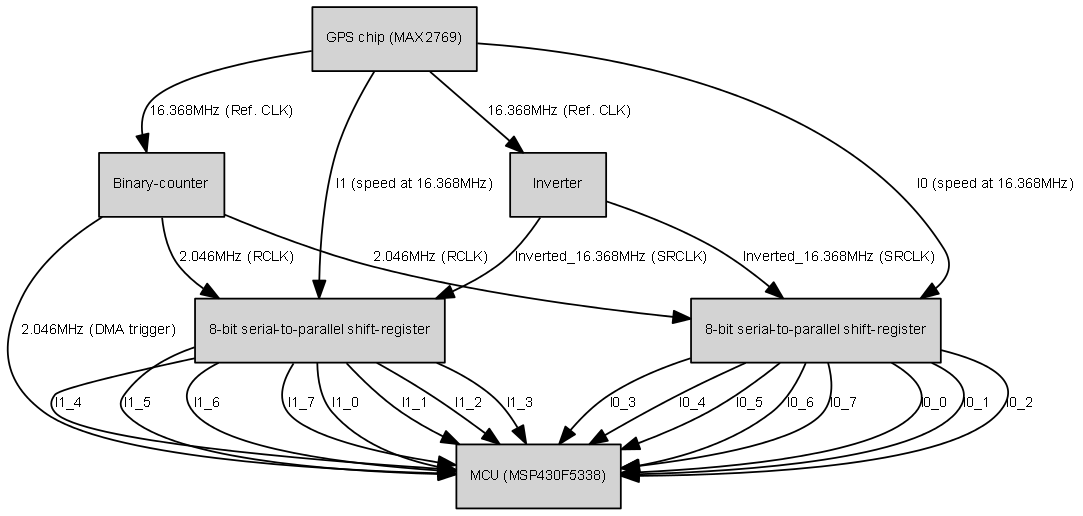 GPS chip (MAX2769)
16.368MHz (Ref. CLK)
16.368MHz (Ref. CLK)
Binary-counter
I1 (speed at 16.368MHz)
Inverter
I0 (speed at 16.368MHz)
2.046MHz (RCLK)
2.046MHz (RCLK)
Inverted_16.368MHz (SRCLK)
Inverted_16.368MHz (SRCLK)
2.046MHz (DMA trigger)
8-bit serial-to-parallel shift-register
8-bit serial-to-parallel shift-register
I1_4
I1_5
I1_6
I1_7
I1_0
I1_1
I1_2
I1_3
I0_3
I0_4
I0_5
I0_6
I0_7
I0_0
I0_1
I0_2
MCU (MSP430F5338)